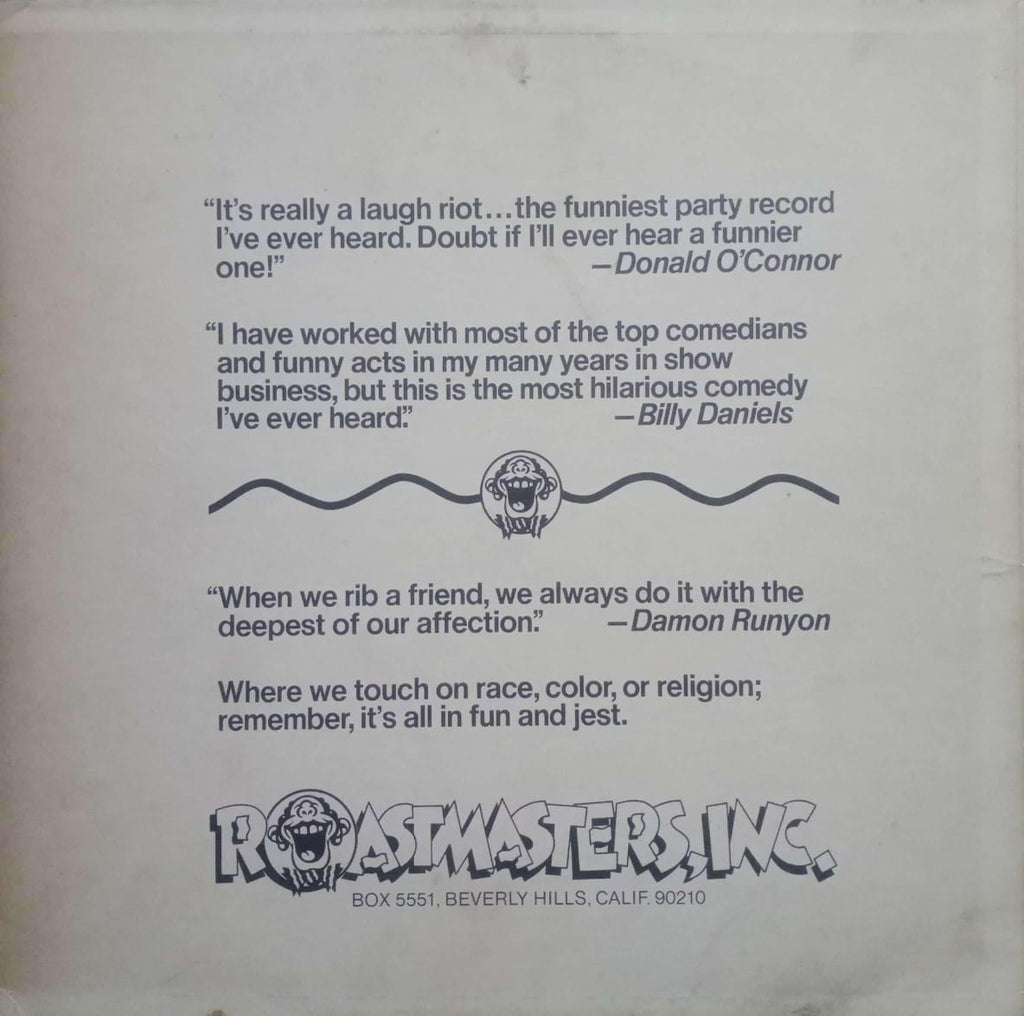 “It’s really a laugh riot...the funniest party record
I’ve ever heard. Doubt if I’ll ever hear a funnier
one!” —Donald O’Connor
“I have worked with most of the top comedians
and funny acts in my many years in show
business, but this is the most hilarious comedy
I’ve ever heard.” —Billy Daniels
“When we rib a friend, we always do it with the
deepest of our affection.” —Damon Runyon
Where we touch on race, color, or religion;
remember, it’s all in fun and jest.
ROASTMASTERS, INC.
BOX 5551, BEVERLY HILLS, CALIF. 90210